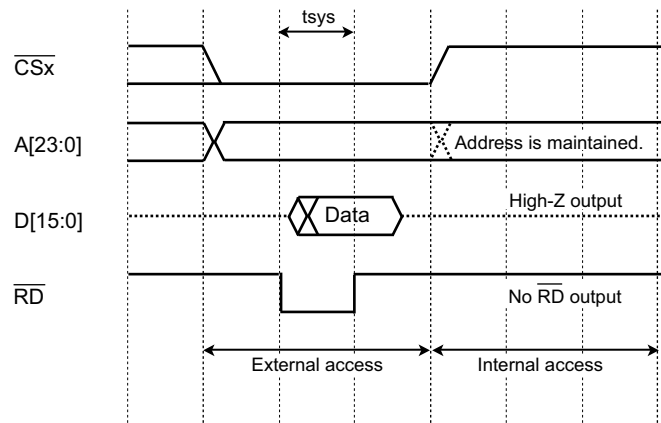 tsys
CSx
A[23:0]
Address is maintained.
D[15:0]
Data
High-Z output
RD
No RD output
External access
Internal access